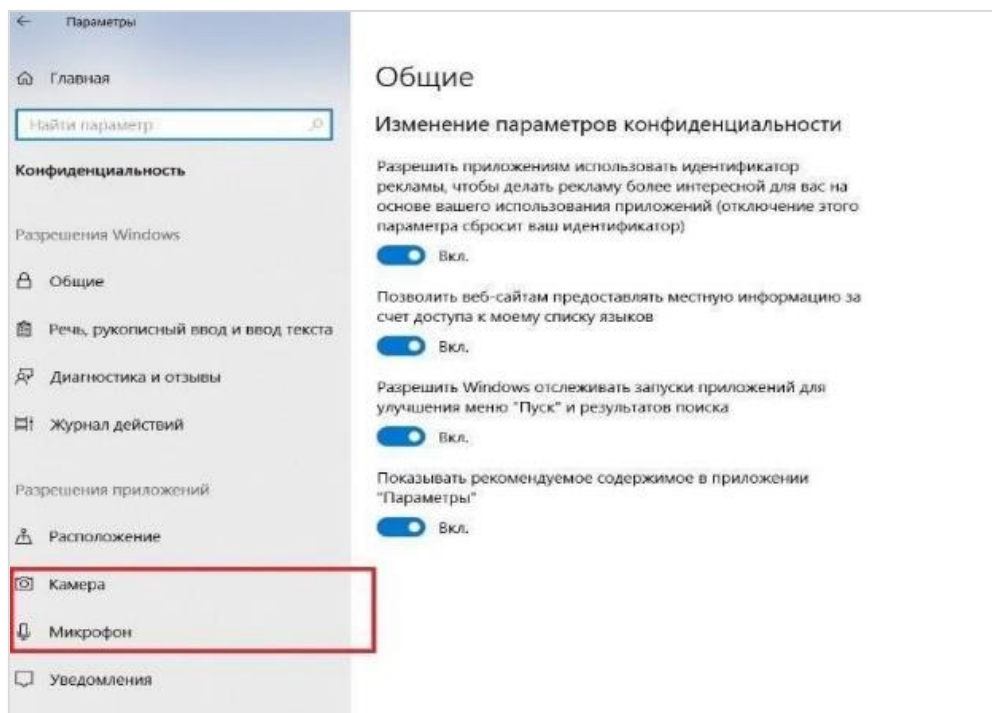 Параметры
Главная
Найти параметр
Конфиденциальность
Разрешения Windows
Общие
Речь, рукописный ввод и ввод текста
Диагностика и отзывы
Журнал действий
Разрешения приложений
Расположение
Камера
Микрофон
Уведомления
Общие
Изменение параметров конфиденциальности
Разрешить приложениям использовать идентификатор
рекламы, чтобы делать рекламу более интересной для вас на
основе вашего использования приложений (отключение этого
параметра сбросит ваш идентификатор)
Вкл.
Позволить веб-сайтам предоставлять местную информацию за
счет доступа к моему списку языков
Вкл.
Разрешить Windows отслеживать запуски приложений для
улучшения меню "Пуск" и результатов поиска
Вкл.
Показывать рекомендуемое содержимое в приложении
"Параметры"
Вкл.